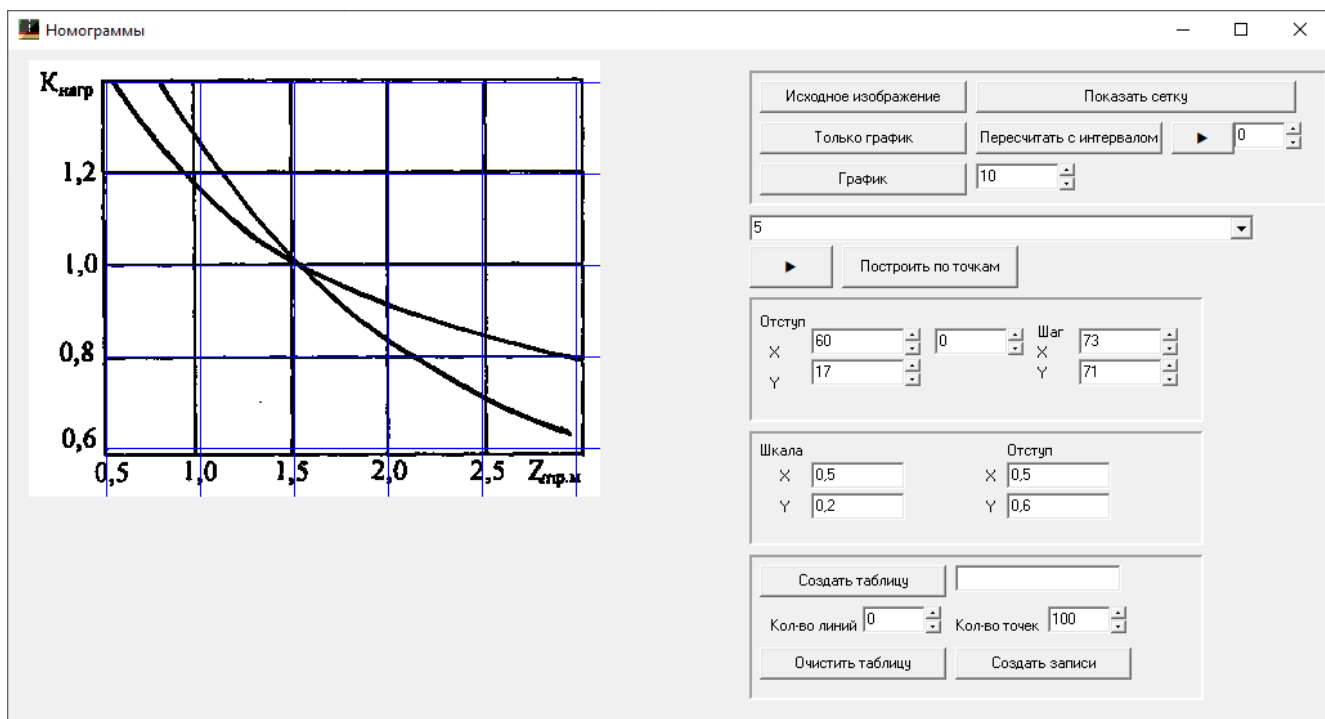 Номограммы
Кнагр
1,2
1,0
0,8
0,6
0,5 1,0 1,5 2,0 2,5 Zпр.м
Исходное изображение Показать сетку
Только график Пересчитать с интервалом 0
График 10
5
Построить по точкам
Отступ
X 60 0 Шаг X 73
Y 17 Y 71
Шкала Отступ
X 0,5 X 0,5
Y 0,2 Y 0,6
Создать таблицу
Кол-во линий 0 Кол-во точек 100
Очистить таблицу Создать записи